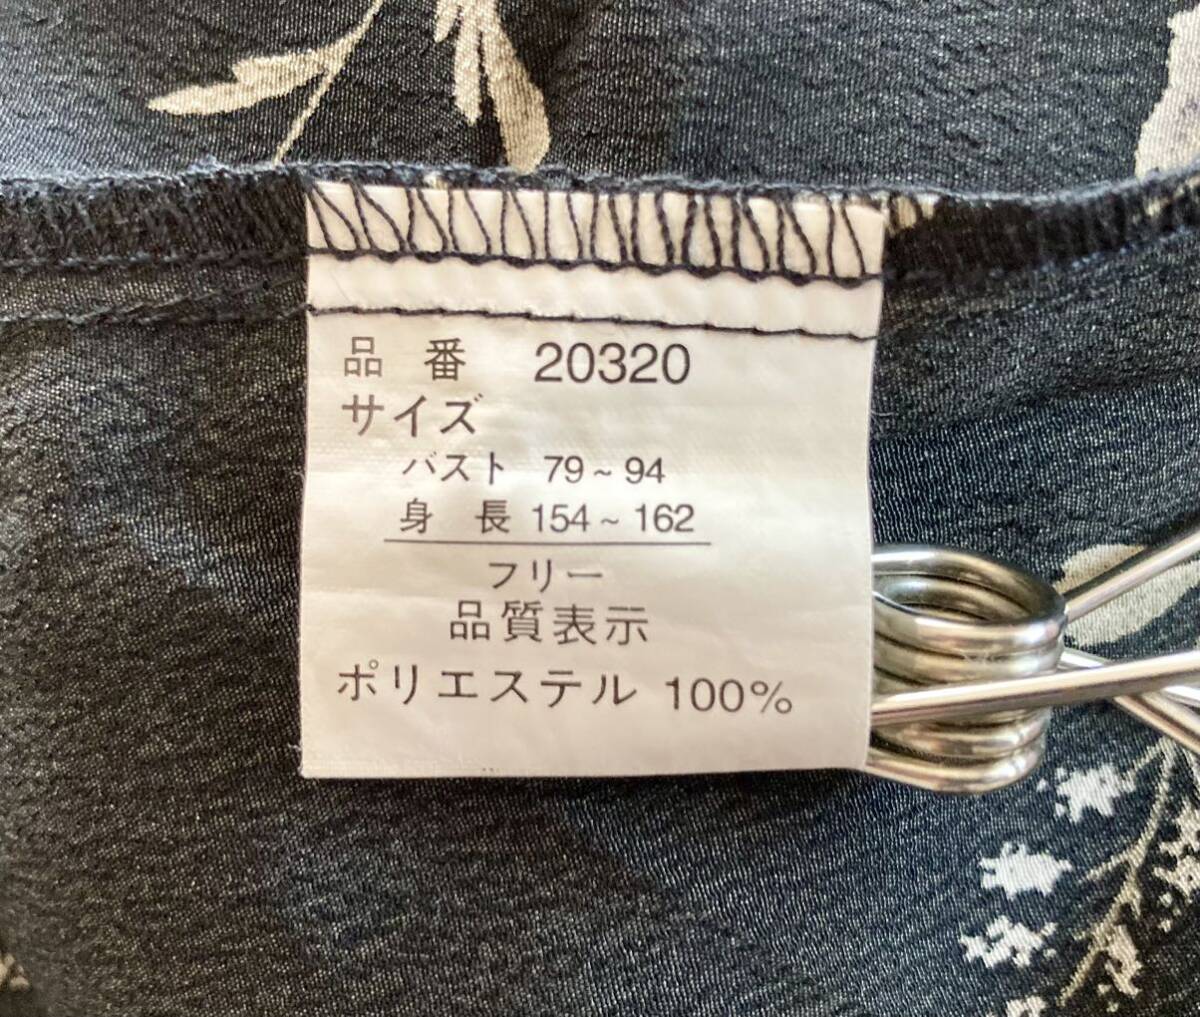 品番 20320
サイズ
バスト 79~94
身長 154~162
フリー
品質表示
ポリエステル 100%